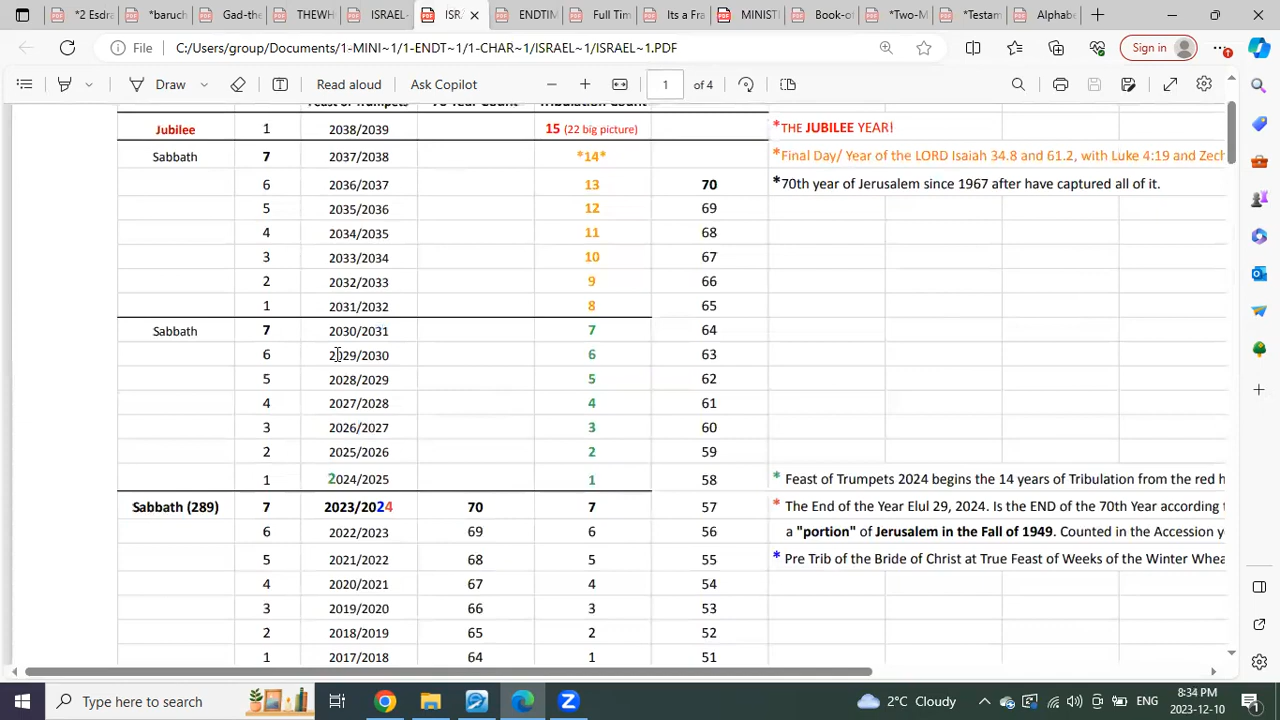 *2 Esdra
*baruch
Gad-the
THEWH
ISRAEL-
ISR
ENDTIM
Full Tim
Its a Fra
MINISTI
Book-of
*Two-M
*Testam
Alphabe
File C:/Users/group/Documents/1-MINI~1/1-ENDT~1/1-CHAR~1/ISRAEL~1/ISRAEL~1.PDF Sign in
Draw Read aloud Ask Copilot 1 of 4
Feast of Trumpets 70 Year Count Tribulation Count
Jubilee 1 2038/2039 15 (22 big picture) *THE JUBILEE YEAR!
Sabbath 7 2037/2038 *14* *Final Day/ Year of the LORD Isaiah 34.8 and 61.2, with Luke 4:19 and Zech
6 2036/2037 13 70 *70th year of Jerusalem since 1967 after have captured all of it.
5 2035/2036 12 69
4 2034/2035 11 68
3 2033/2034 10 67
2 2032/2033 9 66
1 2031/2032 8 65
Sabbath 7 2030/2031 7 64
6 2029/2030 6 63
5 2028/2029 5 62
4 2027/2028 4 61
3 2026/2027 3 60
2 2025/2026 2 59
1 2024/2025 1 58 * Feast of Trumpets 2024 begins the 14 years of Tribulation from the red h
Sabbath (289) 7 2023/2024 70 7 57 * The End of the Year Elul 29, 2024. Is the END of the 70th Year according
6 2022/2023 69 6 56 a "portion" of Jerusalem in the Fall of 1949. Counted in the Accession y
5 2021/2022 68 5 55 * Pre Trib of the Bride of Christ at True Feast of Weeks of the Winter Whea
4 2020/2021 67 4 54
3 2019/2020 66 3 53
2 2018/2019 65 2 52
1 2017/2018 64 1 51
Type here to search 2°C Cloudy ENG 8:34 PM
2023-12-10 1